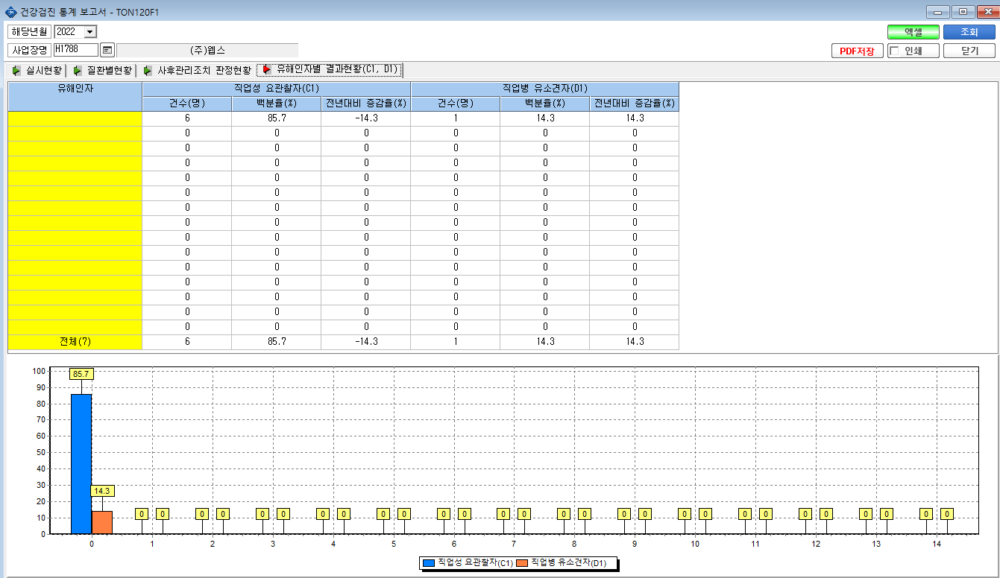 건강검진 통계 보고서 - TON120F1
해당년월 2022 엑셀 조회
사업장명 H1788 (주)웹스 PDF저장 인쇄 닫기
실시현황 질환별현황 사후관리조치 판정현황 유해인자별 결과현황(C1, D1)
유해인자 직업성 요관찰자(C1) 직업병 유소견자(D1)
건수(명) 백분율(%) 전년대비 증감율(%) 건수(명) 백분율(%) 전년대비 증감율(%)
6 85.7 -14.3 1 14.3 14.3
0 0 0 0 0 0
0 0 0 0 0 0
0 0 0 0 0 0
0 0 0 0 0 0
0 0 0 0 0 0
0 0 0 0 0 0
0 0 0 0 0 0
0 0 0 0 0 0
0 0 0 0 0 0
0 0 0 0 0 0
0 0 0 0 0 0
0 0 0 0 0 0
0 0 0 0 0 0
0 0 0 0 0 0
전체(7) 6 85.7 -14.3 1 14.3 14.3
100
85.7
90
80
70
60
50
40
30
14.3
20
0 0 0 0 0 0 0 0 0 0 0 0 0 0 0 0 0 0 0 0 0 0 0 0 0 0 0 0
10
0
0 1 2 3 4 5 6 7 8 9 10 11 12 13 14
직업성 요관찰자(C1) 직업병 유소견자(D1)